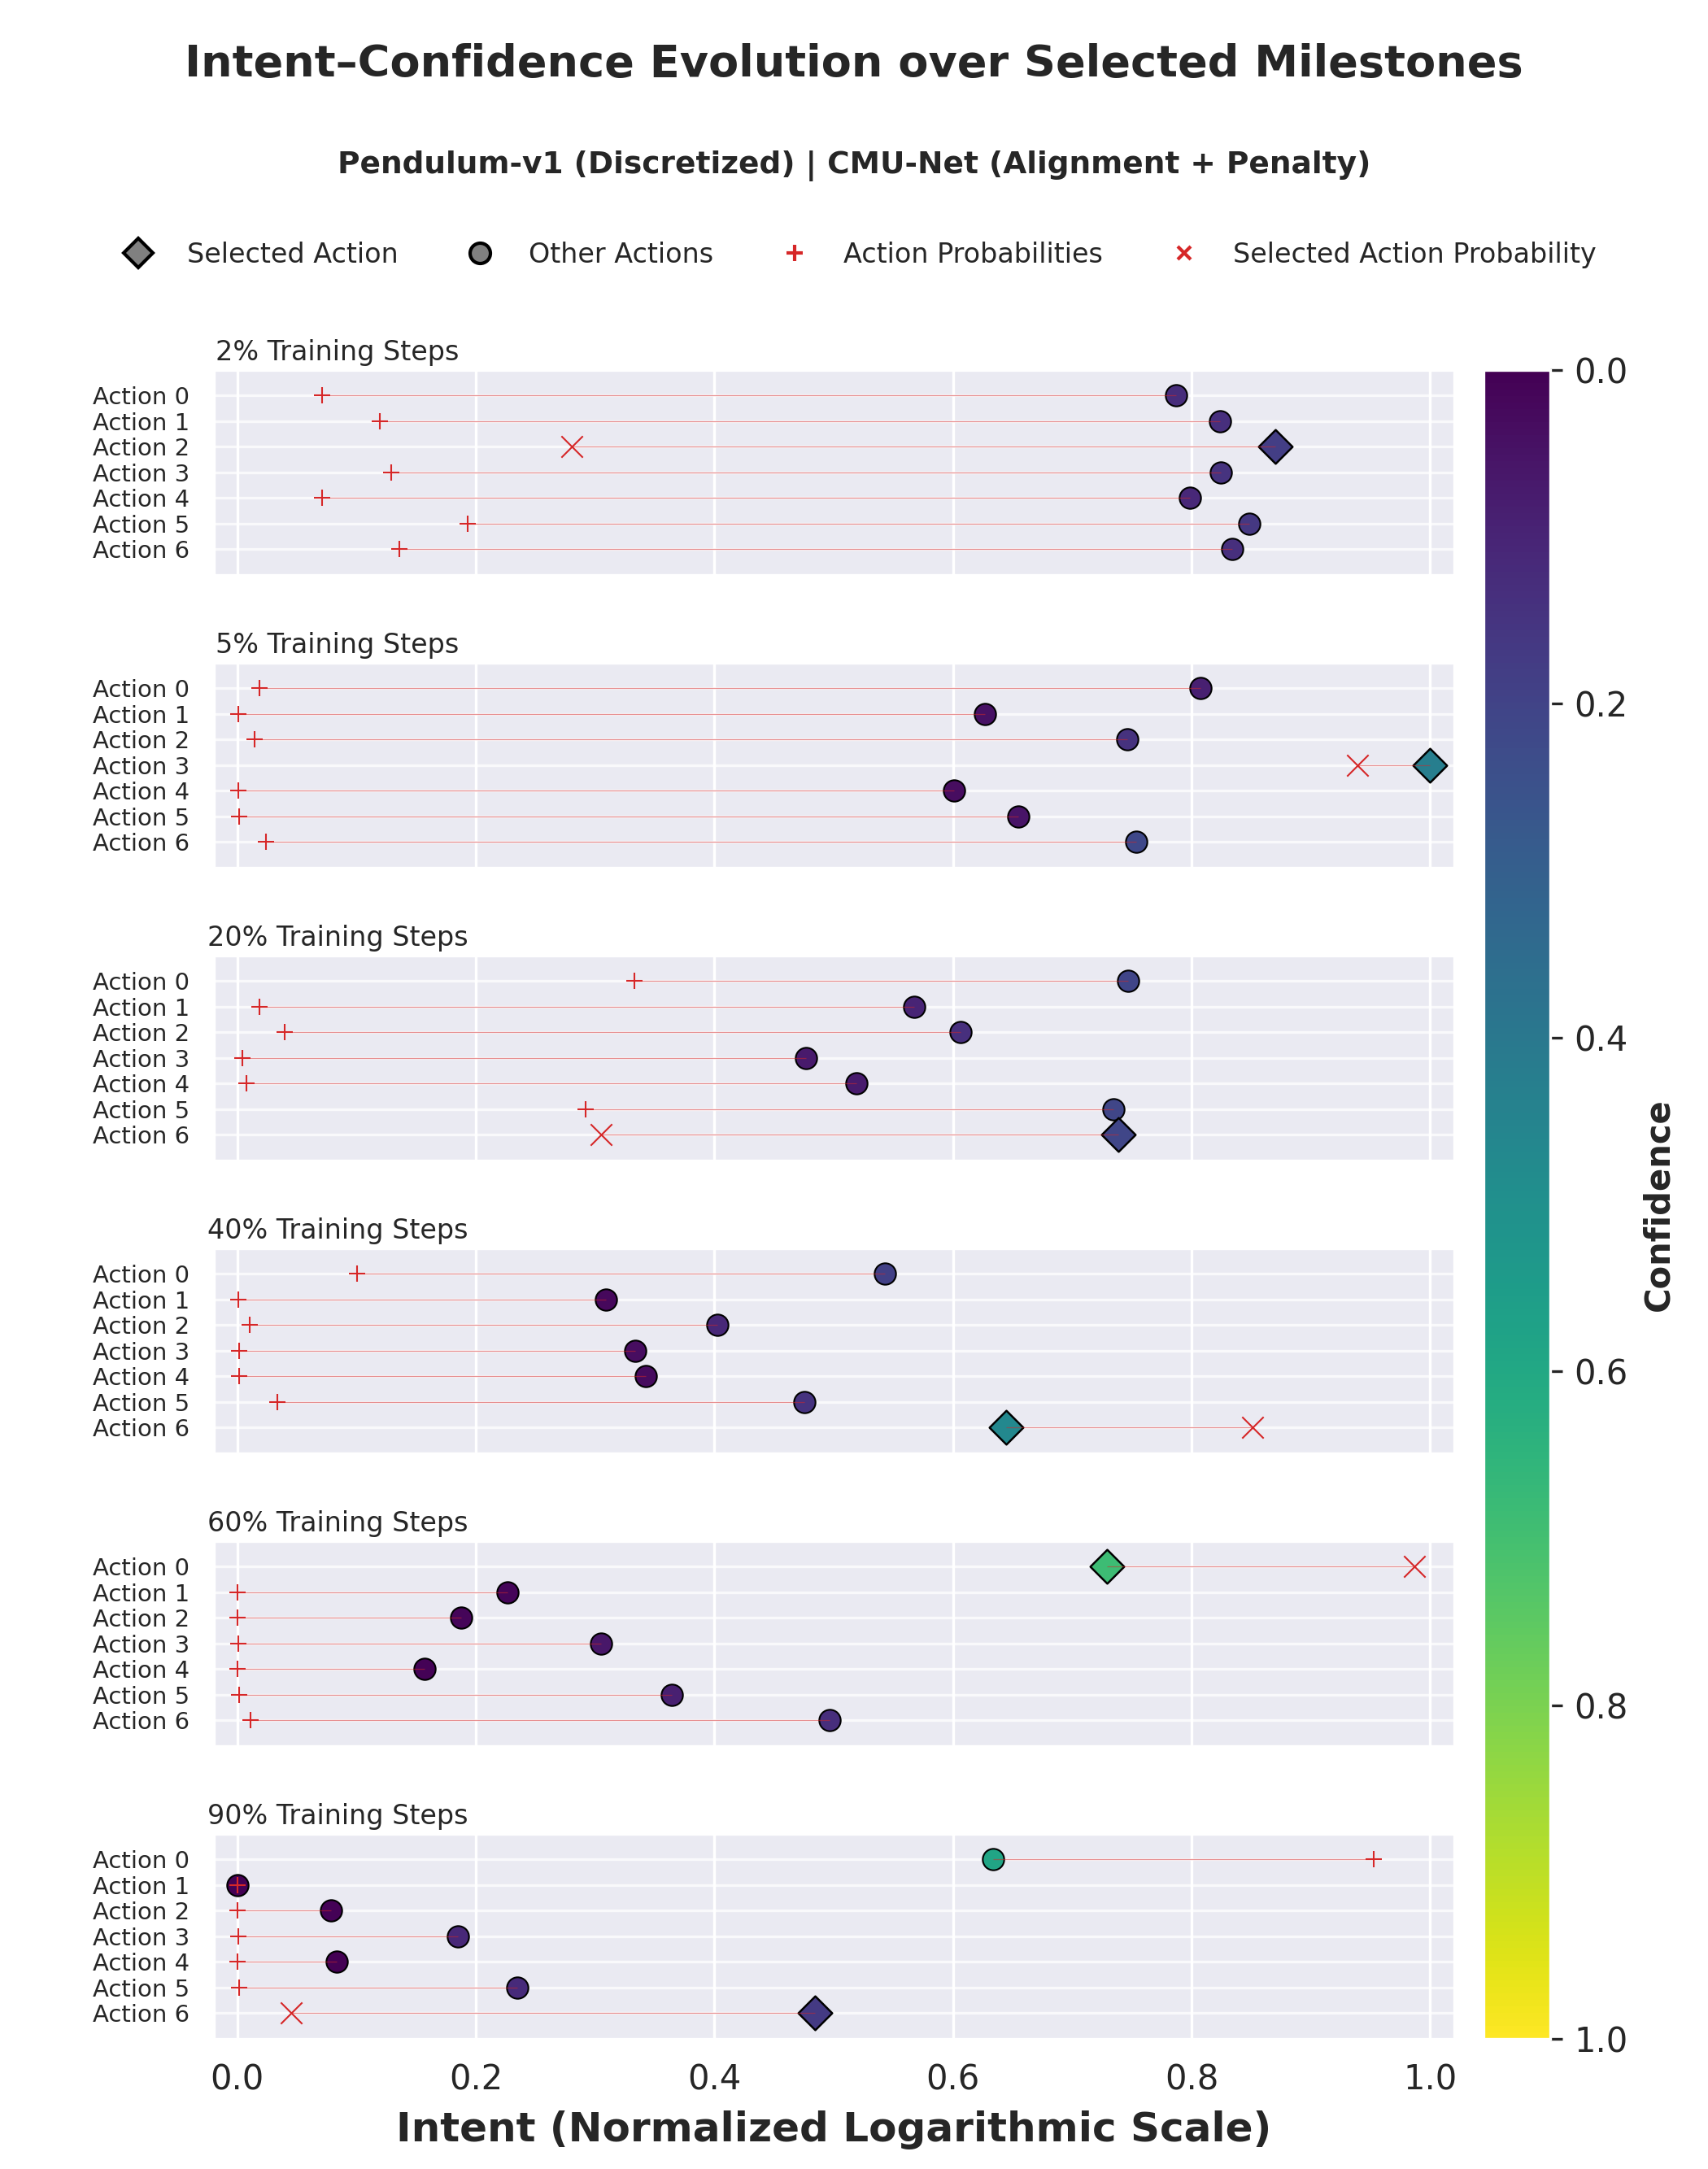 Intent–Confidence Evolution over Selected Milestones
Pendulum-v1 (Discretized) | CMU-Net (Alignment + Penalty)
Selected Action
Other Actions
Action Probabilities
Selected Action Probability
2% Training Steps
Action 0
Action 1
Action 2
Action 3
Action 4
Action 5
Action 6
5% Training Steps
Action 0
Action 1
Action 2
Action 3
Action 4
Action 5
Action 6
20% Training Steps
Action 0
Action 1
Action 2
Action 3
Action 4
Action 5
Action 6
40% Training Steps
Action 0
Action 1
Action 2
Action 3
Action 4
Action 5
Action 6
60% Training Steps
Action 0
Action 1
Action 2
Action 3
Action 4
Action 5
Action 6
90% Training Steps
Action 0
Action 1
Action 2
Action 3
Action 4
Action 5
Action 6
0.0 0.2 0.4 0.6 0.8 1.0
Intent (Normalized Logarithmic Scale)
0.0
0.2
0.4
0.6
0.8
1.0
Confidence